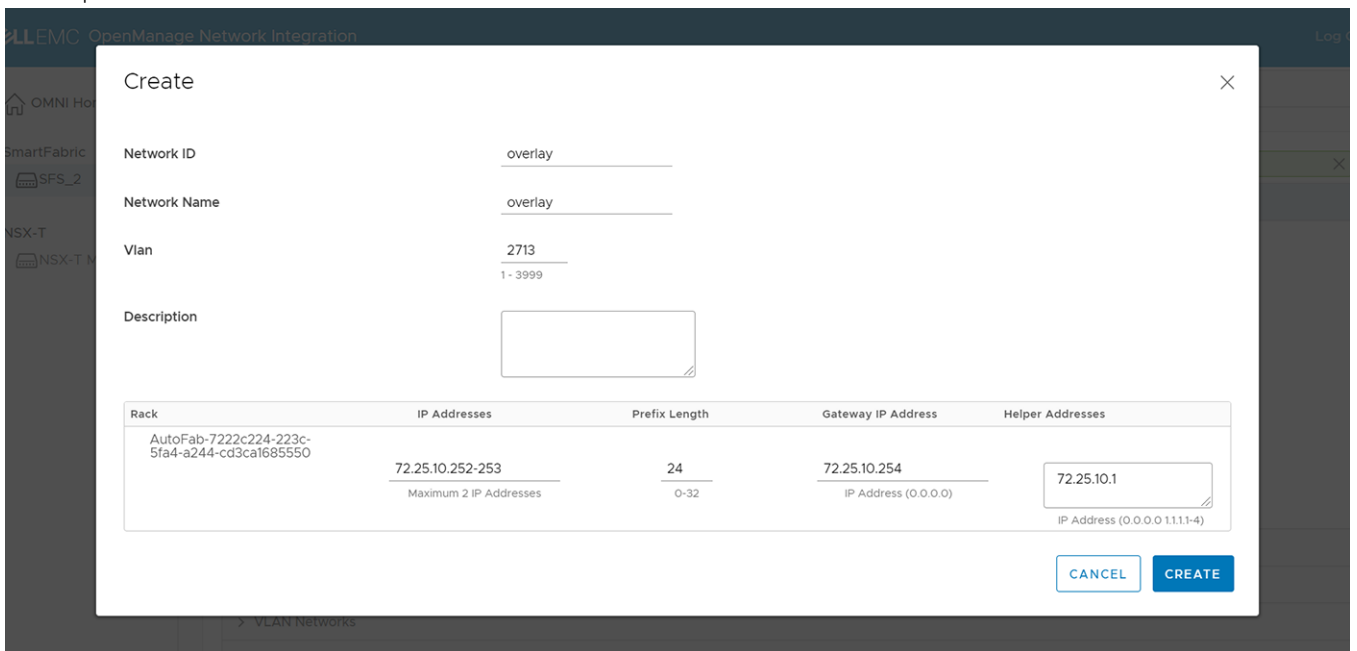 LLEMC OpenManage Network Integration
Log
Create
OMNI Ho
SmartFabric
SFS_2
NSX-T
NSX-T M
Network ID
overlay
Network Name
overlay
Vlan
2713
1 - 3999
Description
Rack IP Addresses Prefix Length Gateway IP Address Helper Addresses
AutoFab-7222c224-223c-
5fa4-a244-cd3ca1685550
72.25.10.252-253 24 72.25.10.254 72.25.10.1
Maximum 2 IP Addresses 0-32 IP Address (0.0.0.0)
IP Address (0.0.0.0 1.1.1.1-4)
CANCEL CREATE
> VLAN Networks